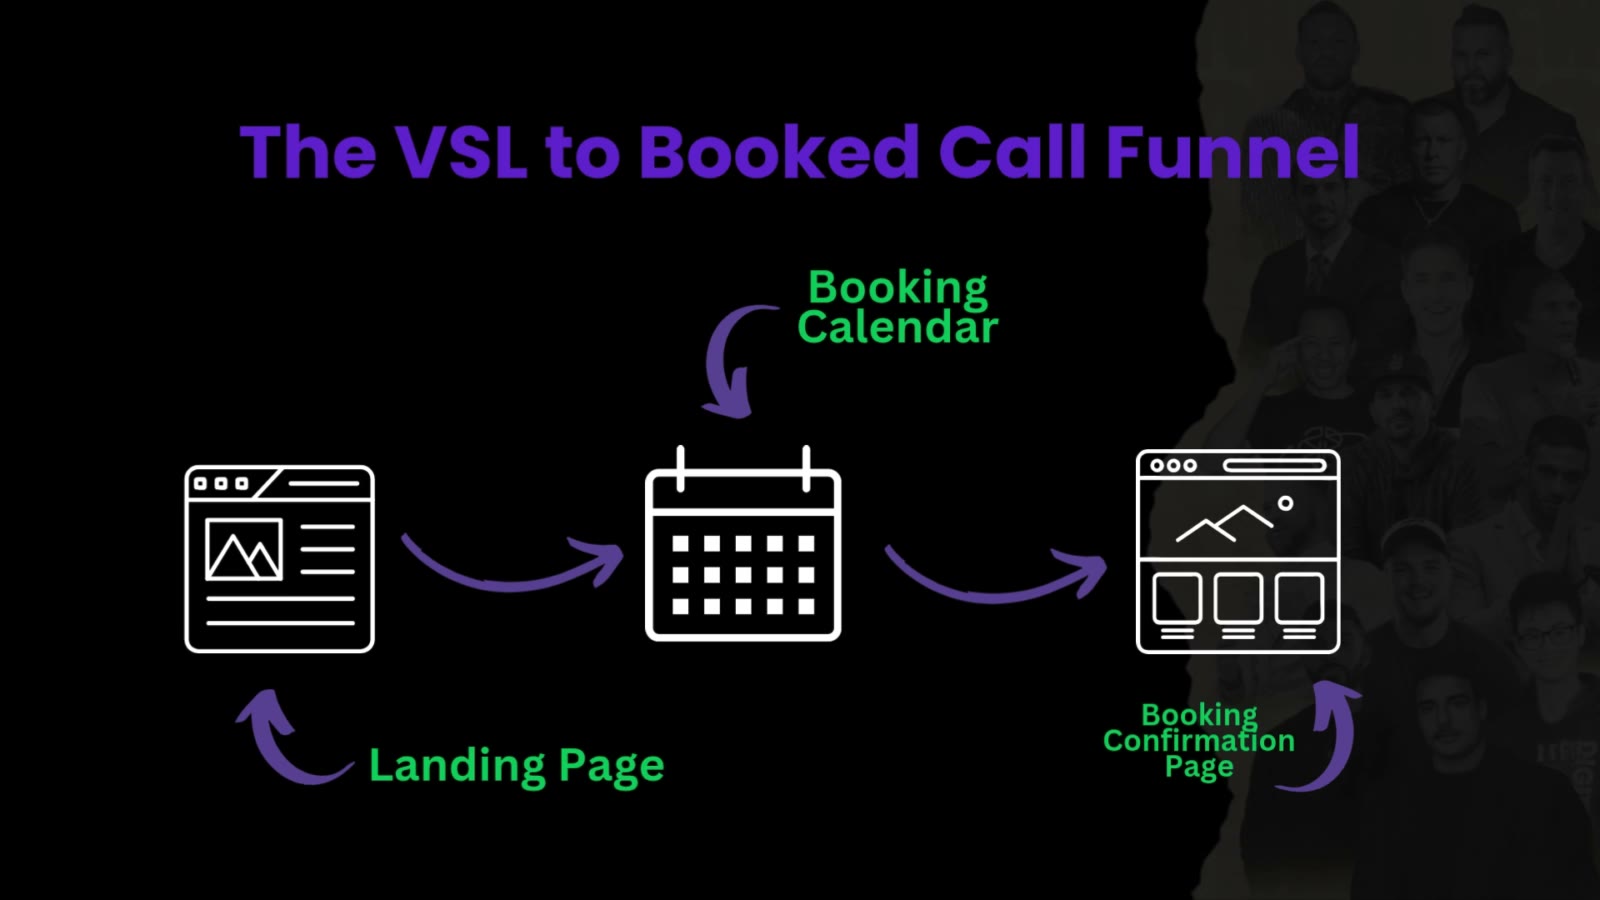 The VSL to Booked Call Funnel
Booking
Calendar
Landing Page
Booking
Confirmation
Page